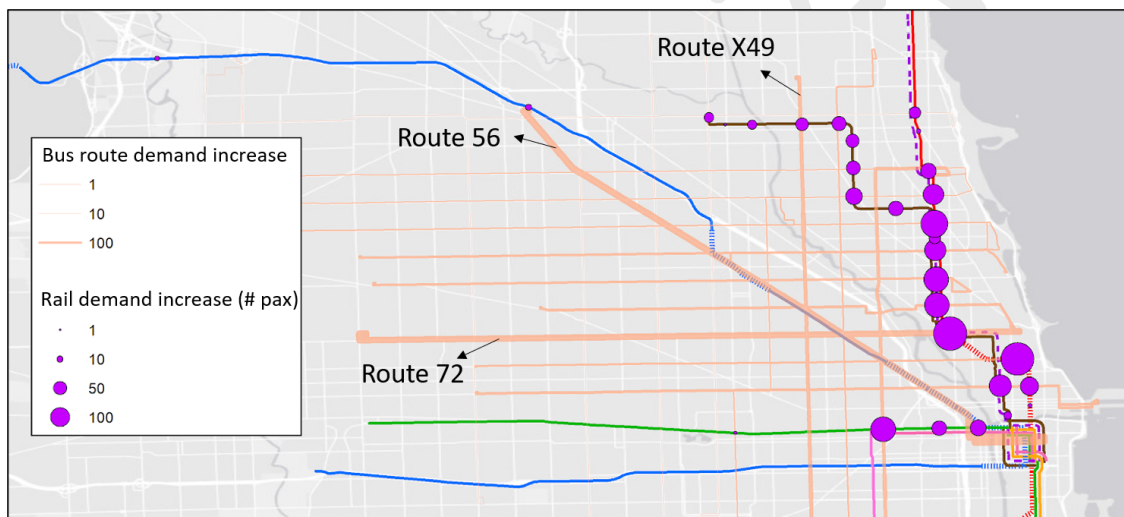 Route X49
Route 56
Bus route demand increase
1
10
100
Rail demand increase (# pax)
1
10
50
100
Route 72